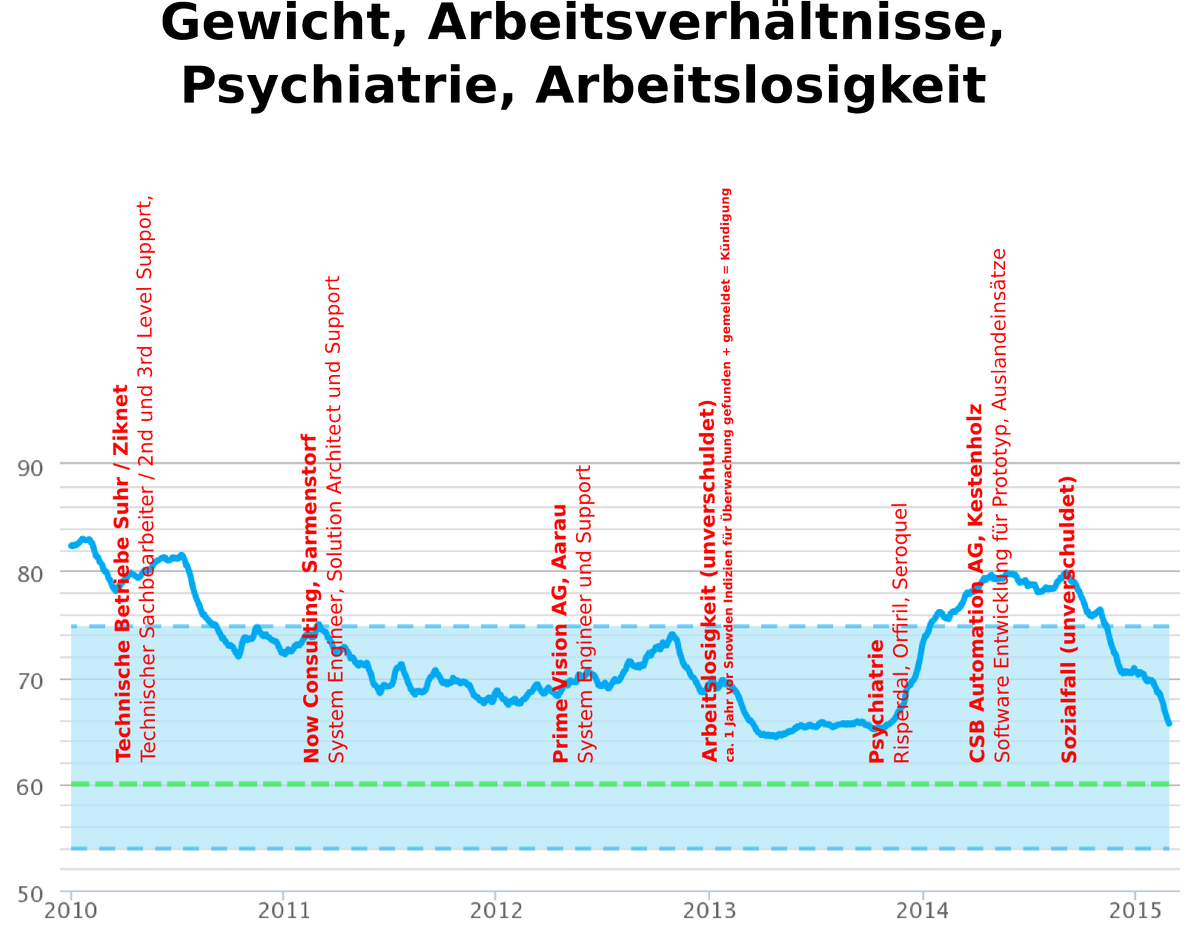 Gewicht, Arbeitsverhältnisse,
Psychiatrie, Arbeitslosigkeit
Technische Betriebe Suhr / Ziknet
Technischer Sachbearbeiter / 2nd und 3rd Level Support,
Now Consulting, Sarmenstorf
System Engineer, Solution Architect und Support
PrimeVision AG, Aarau
System Engineer und Support
Arbeitslosigkeit (unverschuldet)
ca. 1 Jahr vor Snowden Indizien für Überwachung gefunden + gemeldet = Kündigung
Psychiatrie
Risperdal, Orfiril, Seroquel
CSB Automation AG, Kestenholz
Software Entwicklung für Prototyp, Auslandeinsätze
Sozialfall (unverschuldet)
90
80
70
60
50
2010 2011 2012 2013 2014 2015